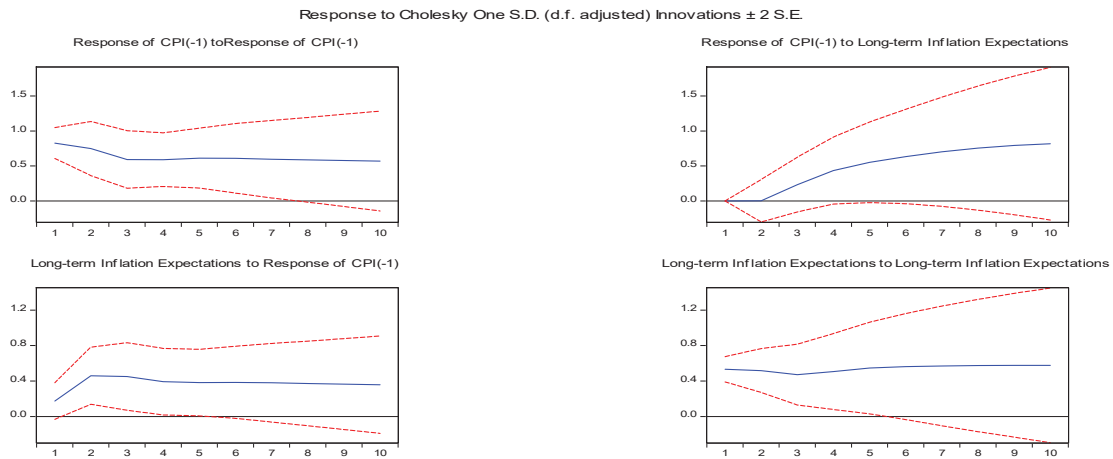 Response to Cholesky One S.D. (d.f. adjusted) Innovations ± 2 S.E.
Response of CPI(-1) toResponse of CPI(-1)
1.5
1.0
0.5
0.0
1 2 3 4 5 6 7 8 9 10
Response of CPI(-1) to Long-term Inflation Expectations
1.5
1.0
0.5
0.0
1 2 3 4 5 6 7 8 9 10
Long-term Inflation Expectations to Response of CPI(-1)
1.2
0.8
0.4
0.0
1 2 3 4 5 6 7 8 9 10
Long-term Inflation Expectations to Long-term Inflation Expectations
1.2
0.8
0.4
0.0
1 2 3 4 5 6 7 8 9 10